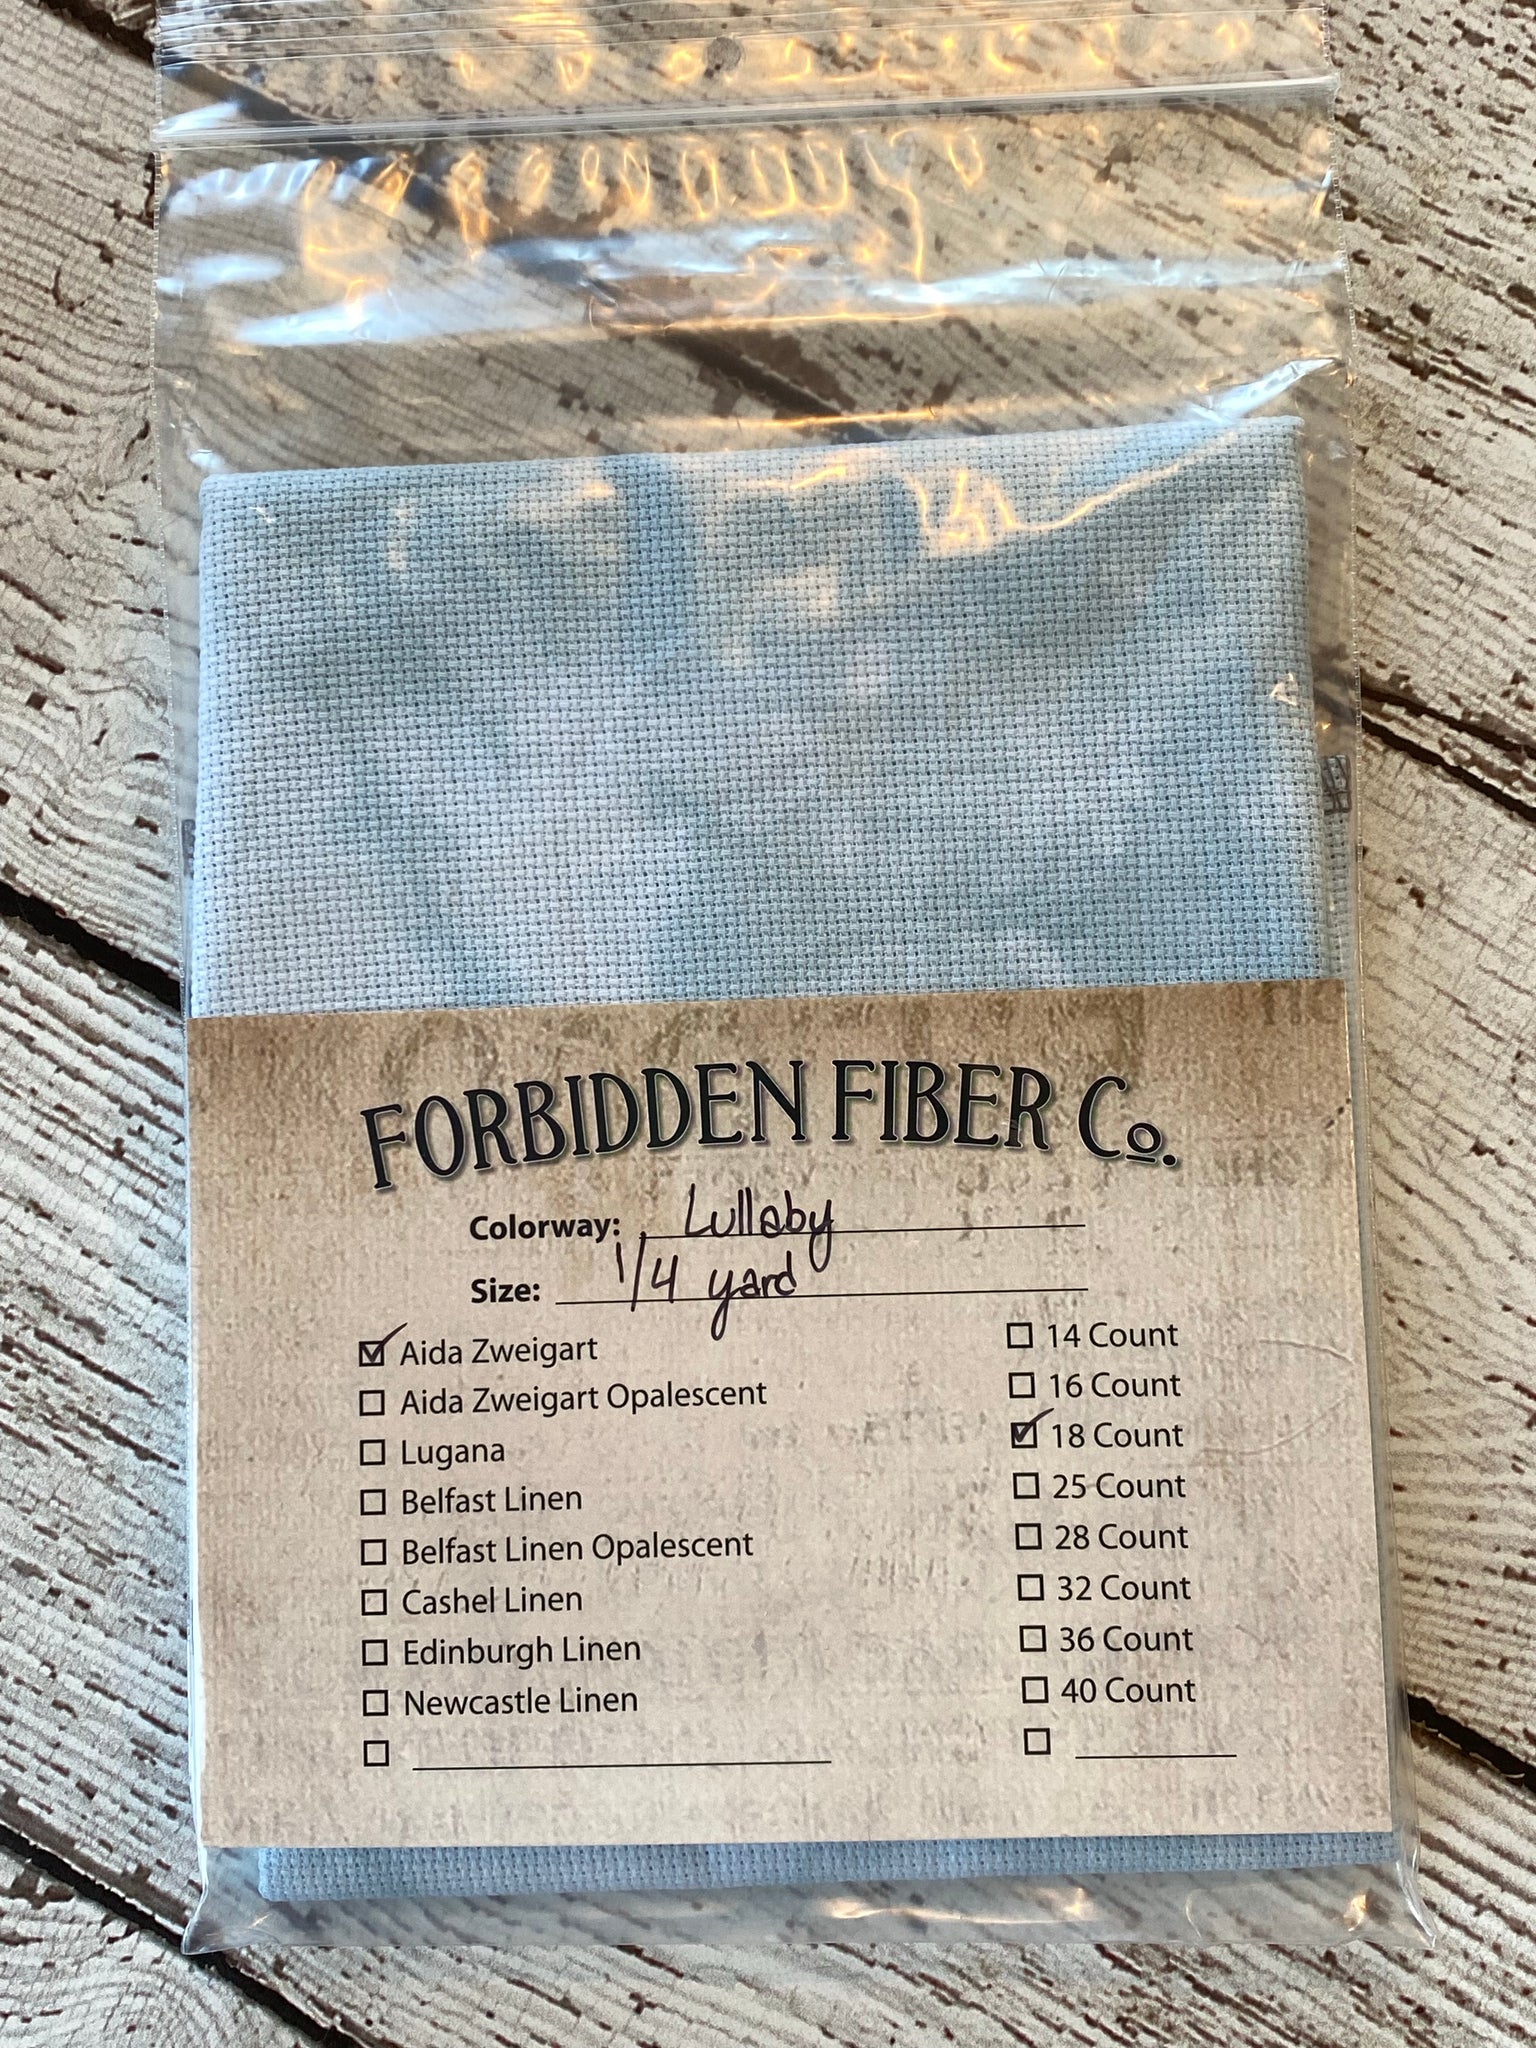 FORBIDDEN FIBER Co.
Colorway: Lullaby
Size: 1/4 yard
Aida Zweigart
Aida Zweigart Opalescent
Lugana
Belfast Linen
Belfast Linen Opalescent
Cashel Linen
Edinburgh Linen
Newcastle Linen
14 Count
16 Count
18 Count
25 Count
28 Count
32 Count
36 Count
40 Count